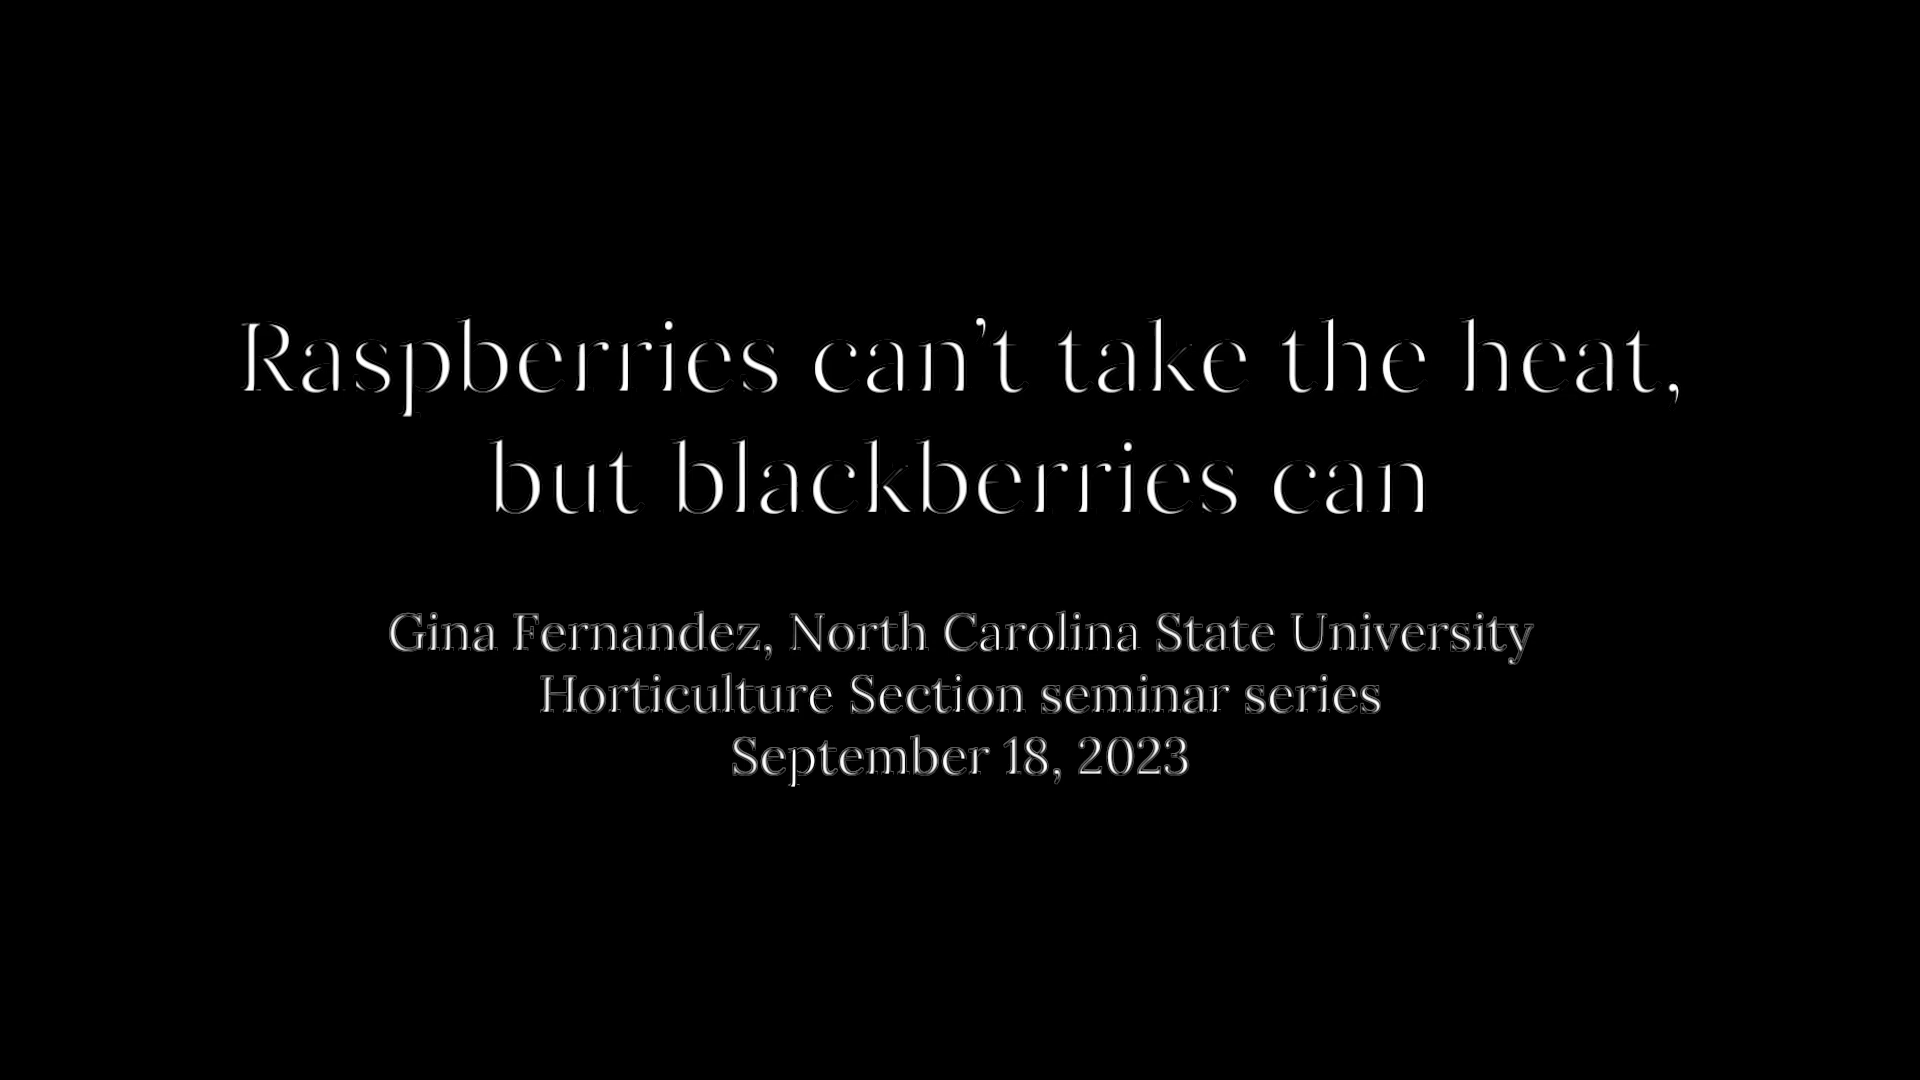 Raspberries can’t take the heat,
but blackberries can
Gina Fernandez, North Carolina State University
Horticulture Section seminar series
September 18, 2023